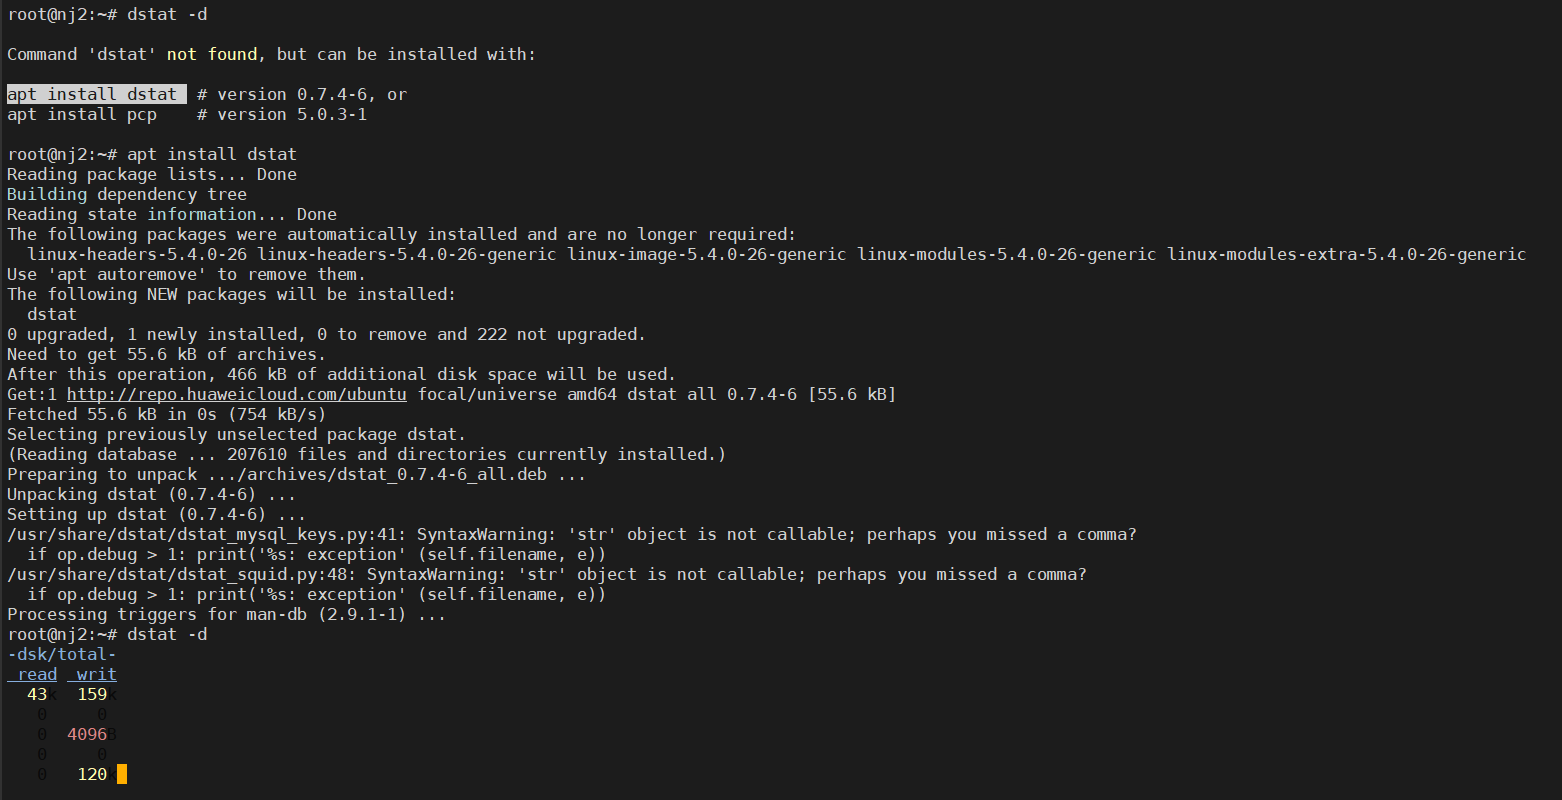 root@nj2:~# dstat -d
Command 'dstat' not found, but can be installed with:
apt install dstat  # version 0.7.4-6, or
apt install pcp    # version 5.0.3-1
root@nj2:~# apt install dstat
Reading package lists... Done
Building dependency tree
Reading state information... Done
The following packages were automatically installed and are no longer required:
  linux-headers-5.4.0-26 linux-headers-5.4.0-26-generic linux-image-5.4.0-26-generic linux-modules-5.4.0-26-generic linux-modules-extra-5.4.0-26-generic
Use 'apt autoremove' to remove them.
The following NEW packages will be installed:
  dstat
0 upgraded, 1 newly installed, 0 to remove and 222 not upgraded.
Need to get 55.6 kB of archives.
After this operation, 466 kB of additional disk space will be used.
Get:1 http://repo.huaweicloud.com/ubuntu focal/universe amd64 dstat all 0.7.4-6 [55.6 kB]
Fetched 55.6 kB in 0s (754 kB/s)
Selecting previously unselected package dstat.
(Reading database ... 207610 files and directories currently installed.)
Preparing to unpack .../archives/dstat_0.7.4-6_all.deb ...
Unpacking dstat (0.7.4-6) ...
Setting up dstat (0.7.4-6) ...
/usr/share/dstat/dstat_mysql_keys.py:41: SyntaxWarning: 'str' object is not callable; perhaps you missed a comma?
  if op.debug > 1: print('%s: exception' (self.filename, e))
/usr/share/dstat/dstat_squid.py:48: SyntaxWarning: 'str' object is not callable; perhaps you missed a comma?
  if op.debug > 1: print('%s: exception' (self.filename, e))
Processing triggers for man-db (2.9.1-1) ...
root@nj2:~# dstat -d
-dsk/total-
 read  writ
  43k  159k
   0     0
   0  4096B
   0     0
   0   120k